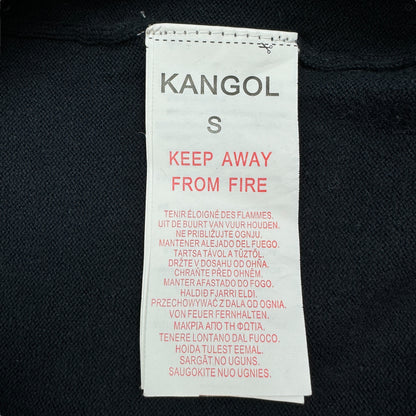 KANGOL
S
KEEP AWAY
FROM FIRE
TENIR ÉLOIGNÉ DES FLAMMES.
UIT DE BUURT VAN VUUR HOUDEN.
NE PRIBLIŽUJTE OGNJU.
MANTENER ALEJADO DEL FUEGO.
TARTSA TÁVOL A TŰZTŐL.
DRŽTE V DOSAHU OD OHŇA.
CHRAŇTE PŘED OHNĚM.
MANTER AFASTADO DO FOGO.
HALDIÐ FJARRI ELDI.
PRZECHOWYWAĆ Z DALA OD OGNIA.
VON FEUER FERNHALTEN.
ΜΑΚΡΙΑ ΑΠΌ ΤΗ ΦΩΤΙΑ.
TENERE LONTANO DAL FUOCO.
HOIDA TULEST EEMAL.
SARGĀT NO UGUNS.
SAUGOKITE NUO UGNIES.